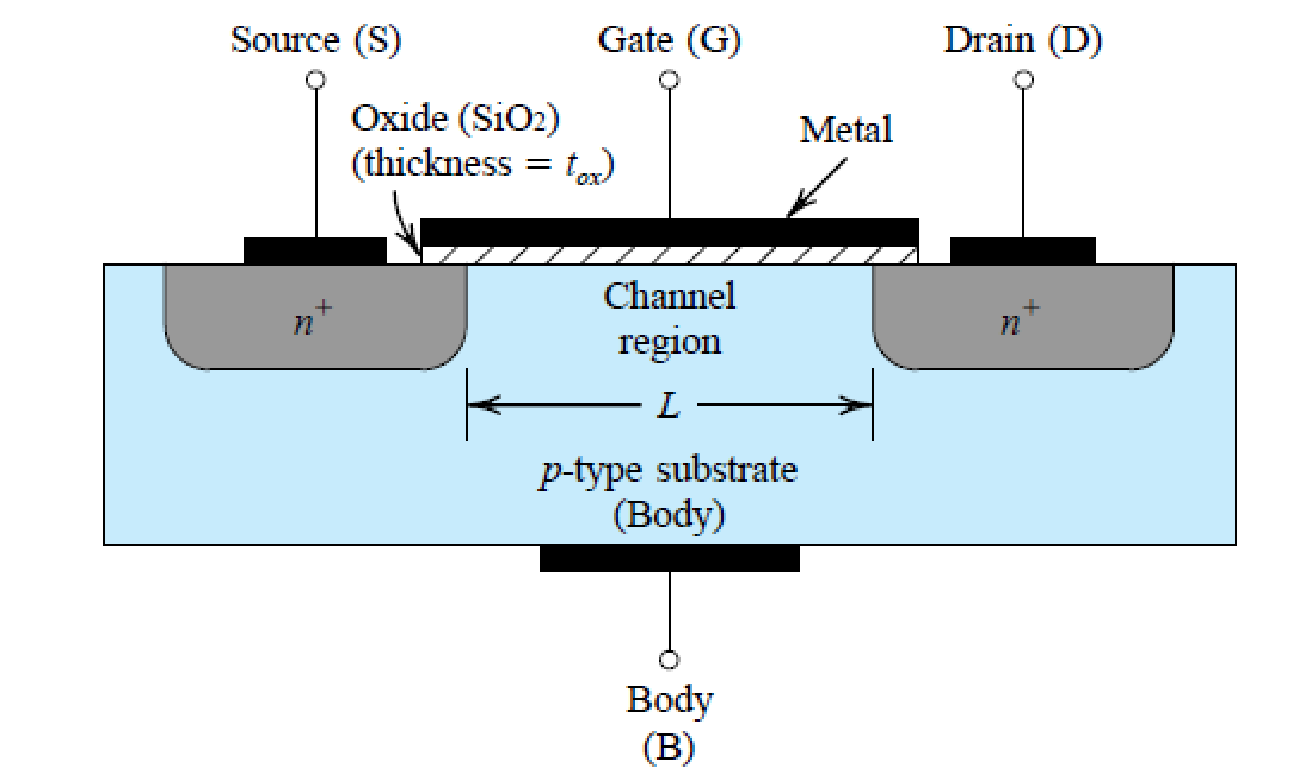 Source (S)
Gate (G)
Drain (D)
Oxide (SiO2)
(thickness = tox)
Metal
n+
Channel
region
n+
L
p-type substrate
(Body)
Body
(B)